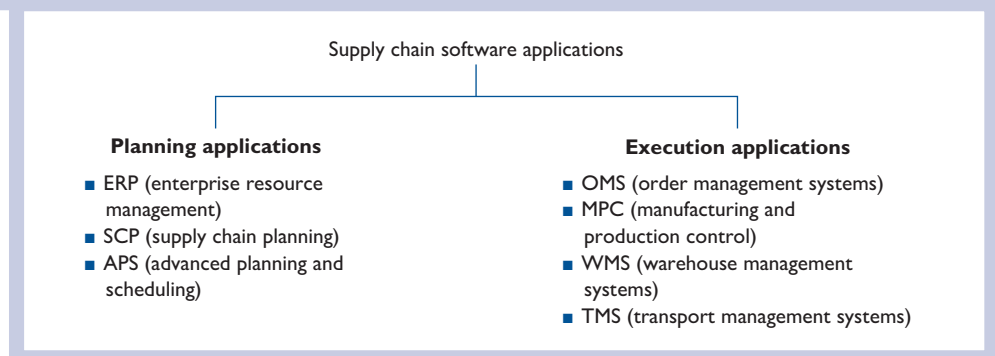 Supply chain software applications
Planning applications
■ ERP (enterprise resource
management)
■ SCP (supply chain planning)
■ APS (advanced planning and
scheduling)
Execution applications
■ OMS (order management systems)
■ MPC (manufacturing and
production control)
■ WMS (warehouse management
systems)
■ TMS (transport management systems)